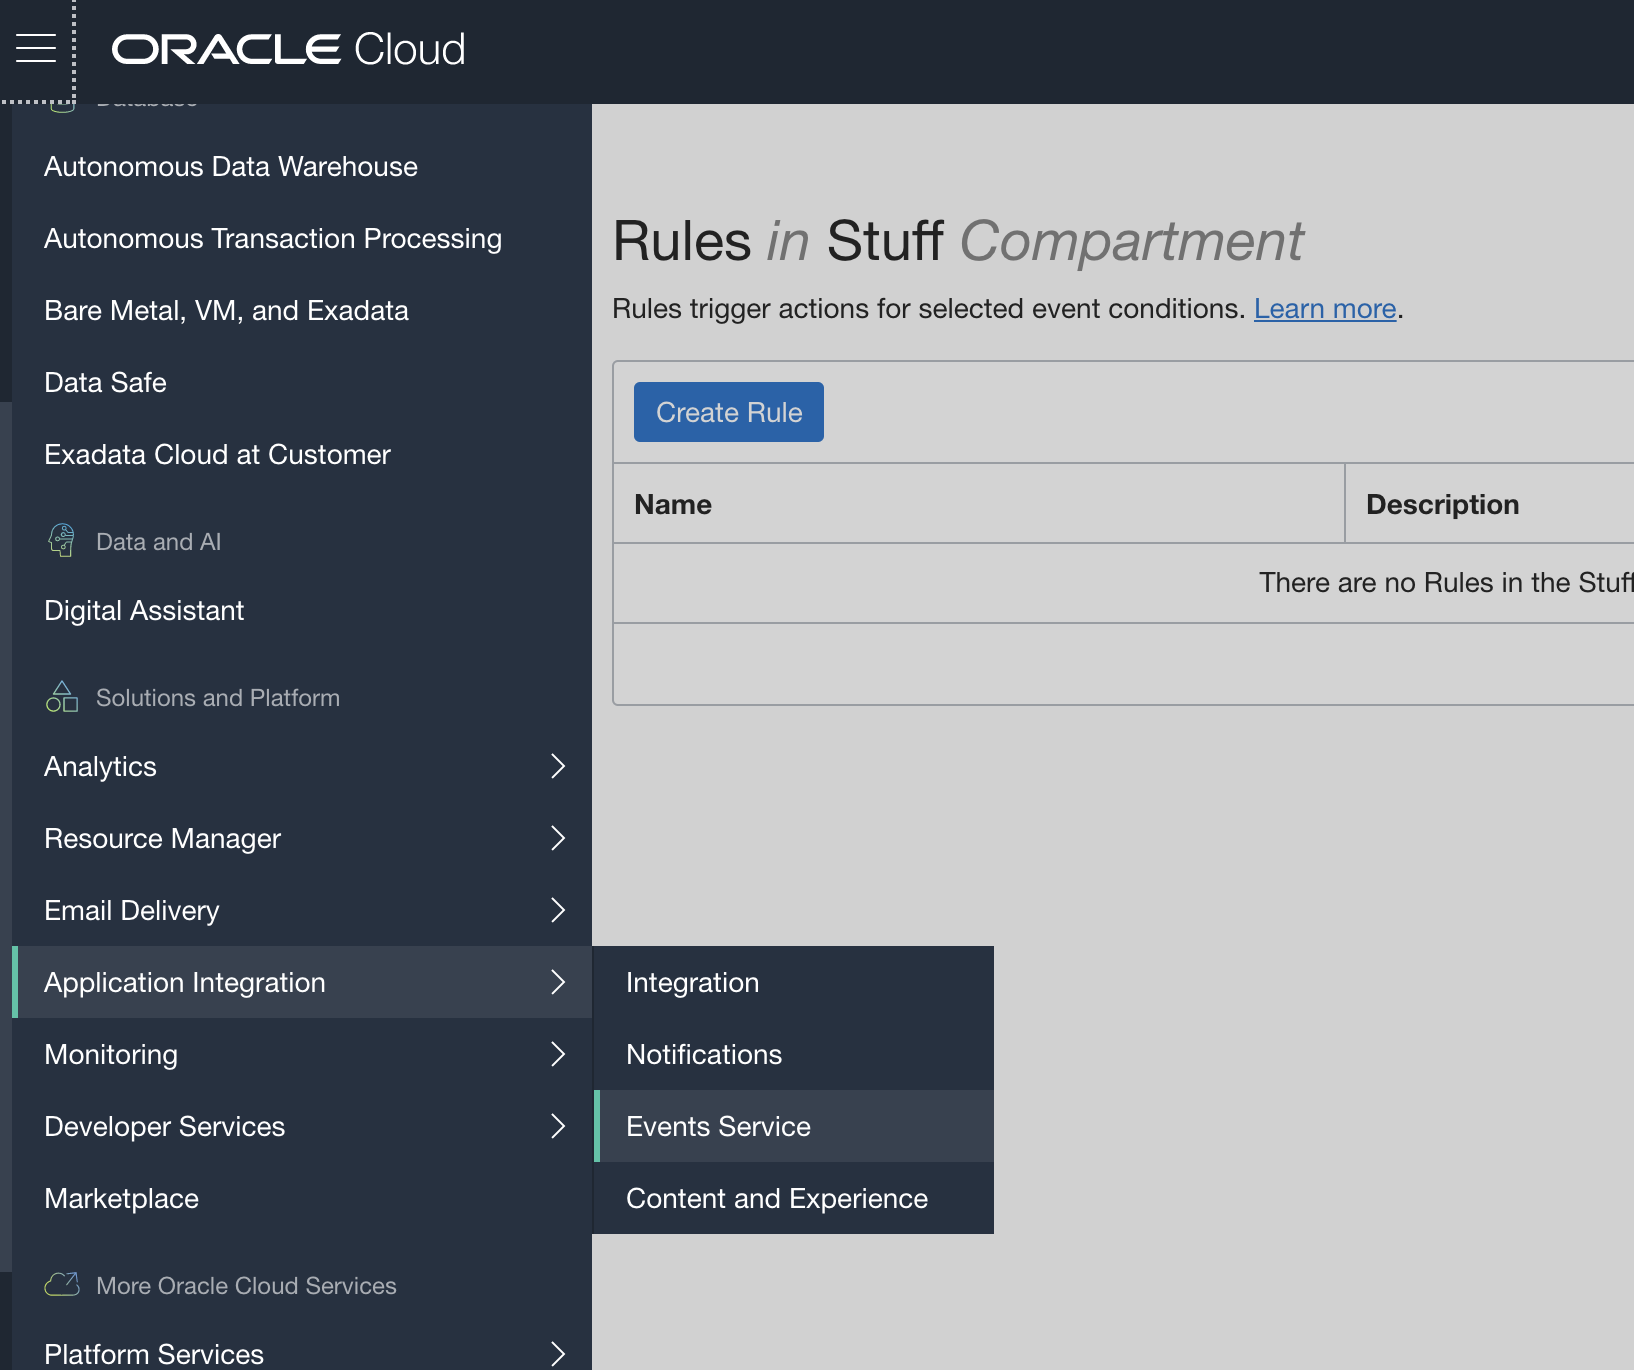 ORACLE Cloud
Database
Autonomous Data Warehouse
Autonomous Transaction Processing
Bare Metal, VM, and Exadata
Data Safe
Exadata Cloud at Customer
Data and AI
Digital Assistant
Solutions and Platform
Analytics
Resource Manager
Email Delivery
Application Integration
Monitoring
Developer Services
Marketplace
More Oracle Cloud Services
Platform Services
Integration
Notifications
Events Service
Content and Experience
Rules in Stuff Compartment
Rules trigger actions for selected event conditions. Learn more.
Create Rule
Name Description
There are no Rules in the Stuff